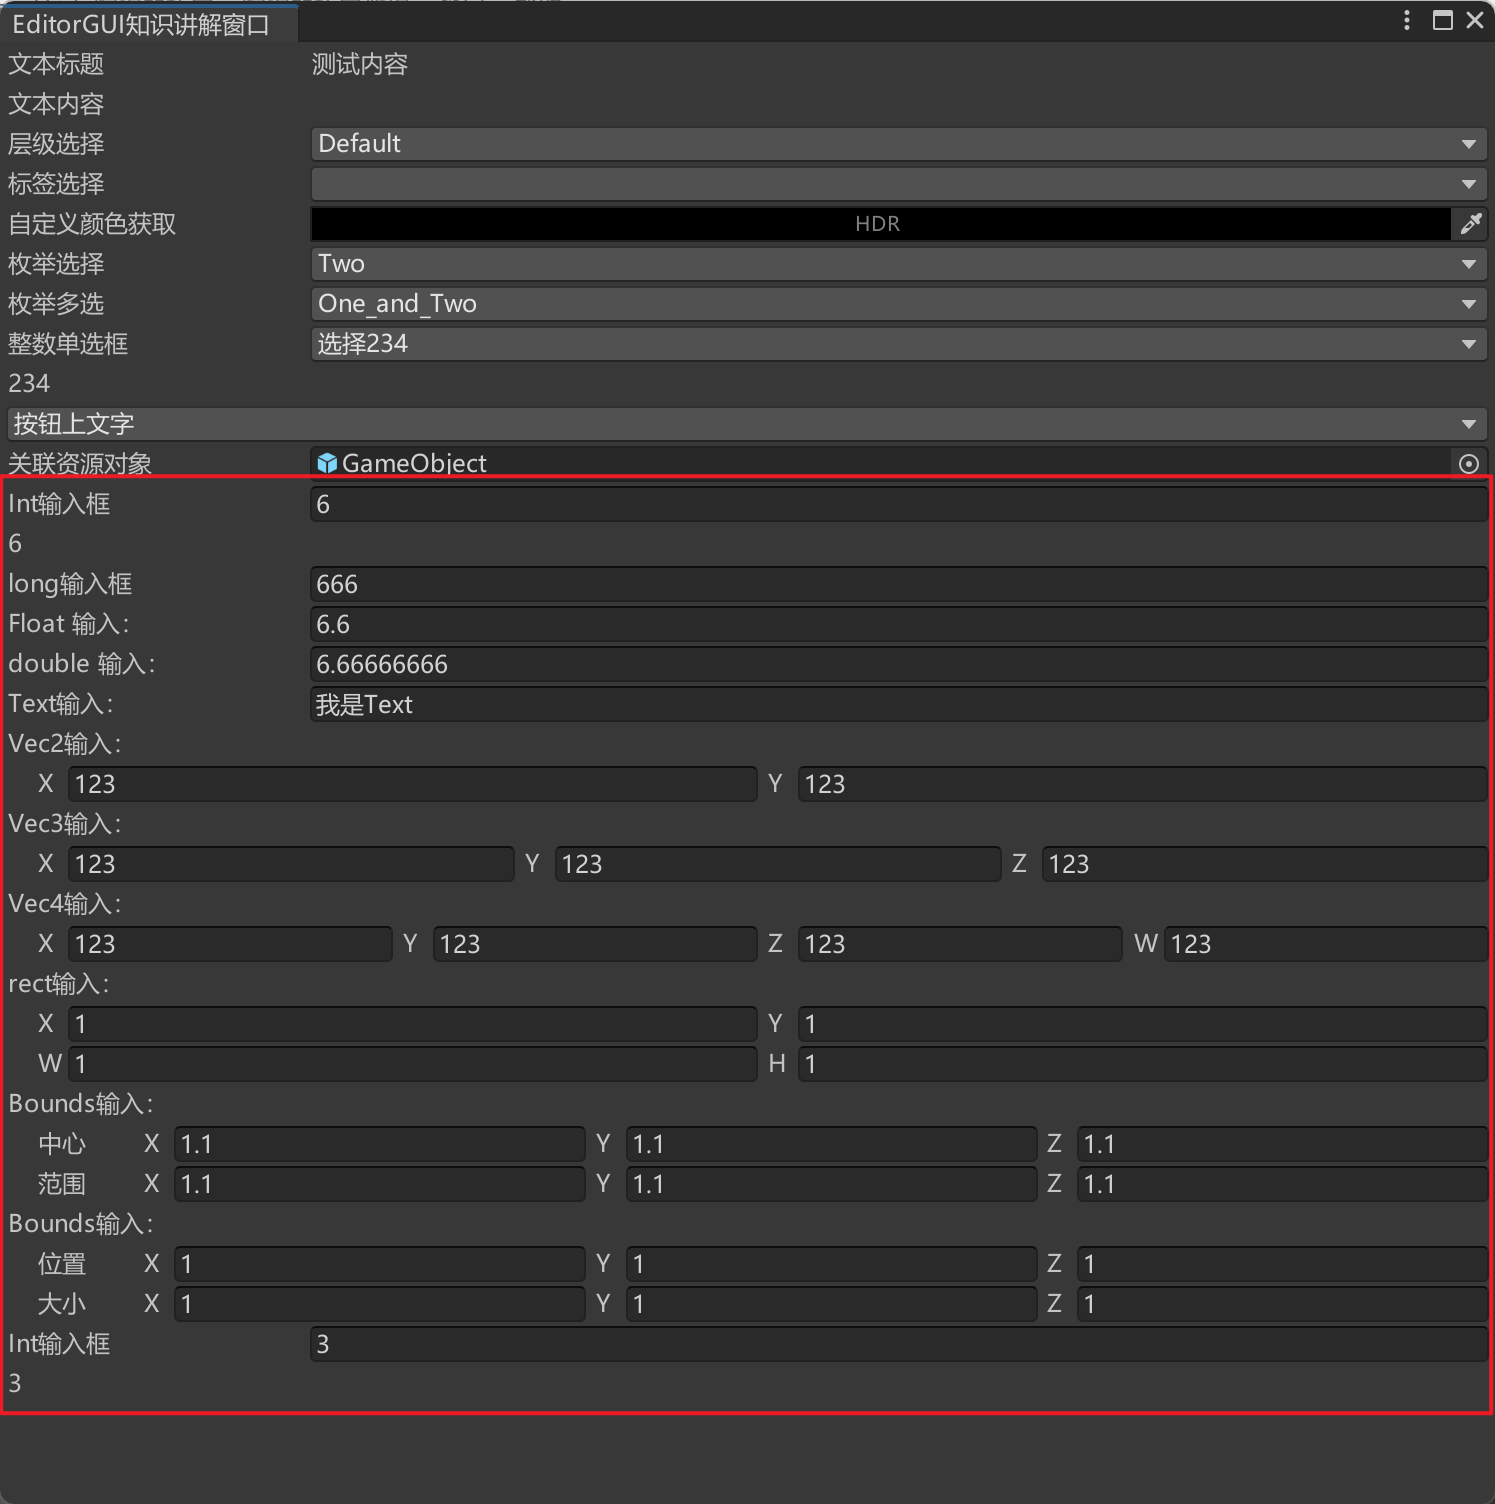 EditorGUI知识讲解窗口
文本标题 测试内容
文本内容
层级选择 Default
标签选择
自定义颜色获取 HDR
枚举选择 Two
枚举多选 One_and_Two
整数单选框 选择234
234
按钮上文字
关联资源对象 GameObject
Int输入框 6
6
long输入框 666
Float 输入： 6.6
double 输入： 6.66666666
Text输入： 我是Text
Vec2输入：
X 123 Y 123
Vec3输入：
X 123 Y 123 Z 123
Vec4输入：
X 123 Y 123 Z 123 W 123
rect输入：
X 1 Y 1
W 1 H 1
Bounds输入：
中心 X 1.1 Y 1.1 Z 1.1
范围 X 1.1 Y 1.1 Z 1.1
Bounds输入：
位置 X 1 Y 1 Z 1
大小 X 1 Y 1 Z 1
Int输入框 3
3